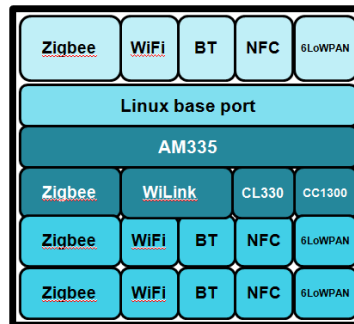 Zigbee WiFi BT NFC 6LoWPAN
Linux base port
AM335
Zigbee WiLink CL330 CC1300
Zigbee WiFi BT NFC 6LoWPAN
Zigbee WiFi BT NFC 6LoWPAN